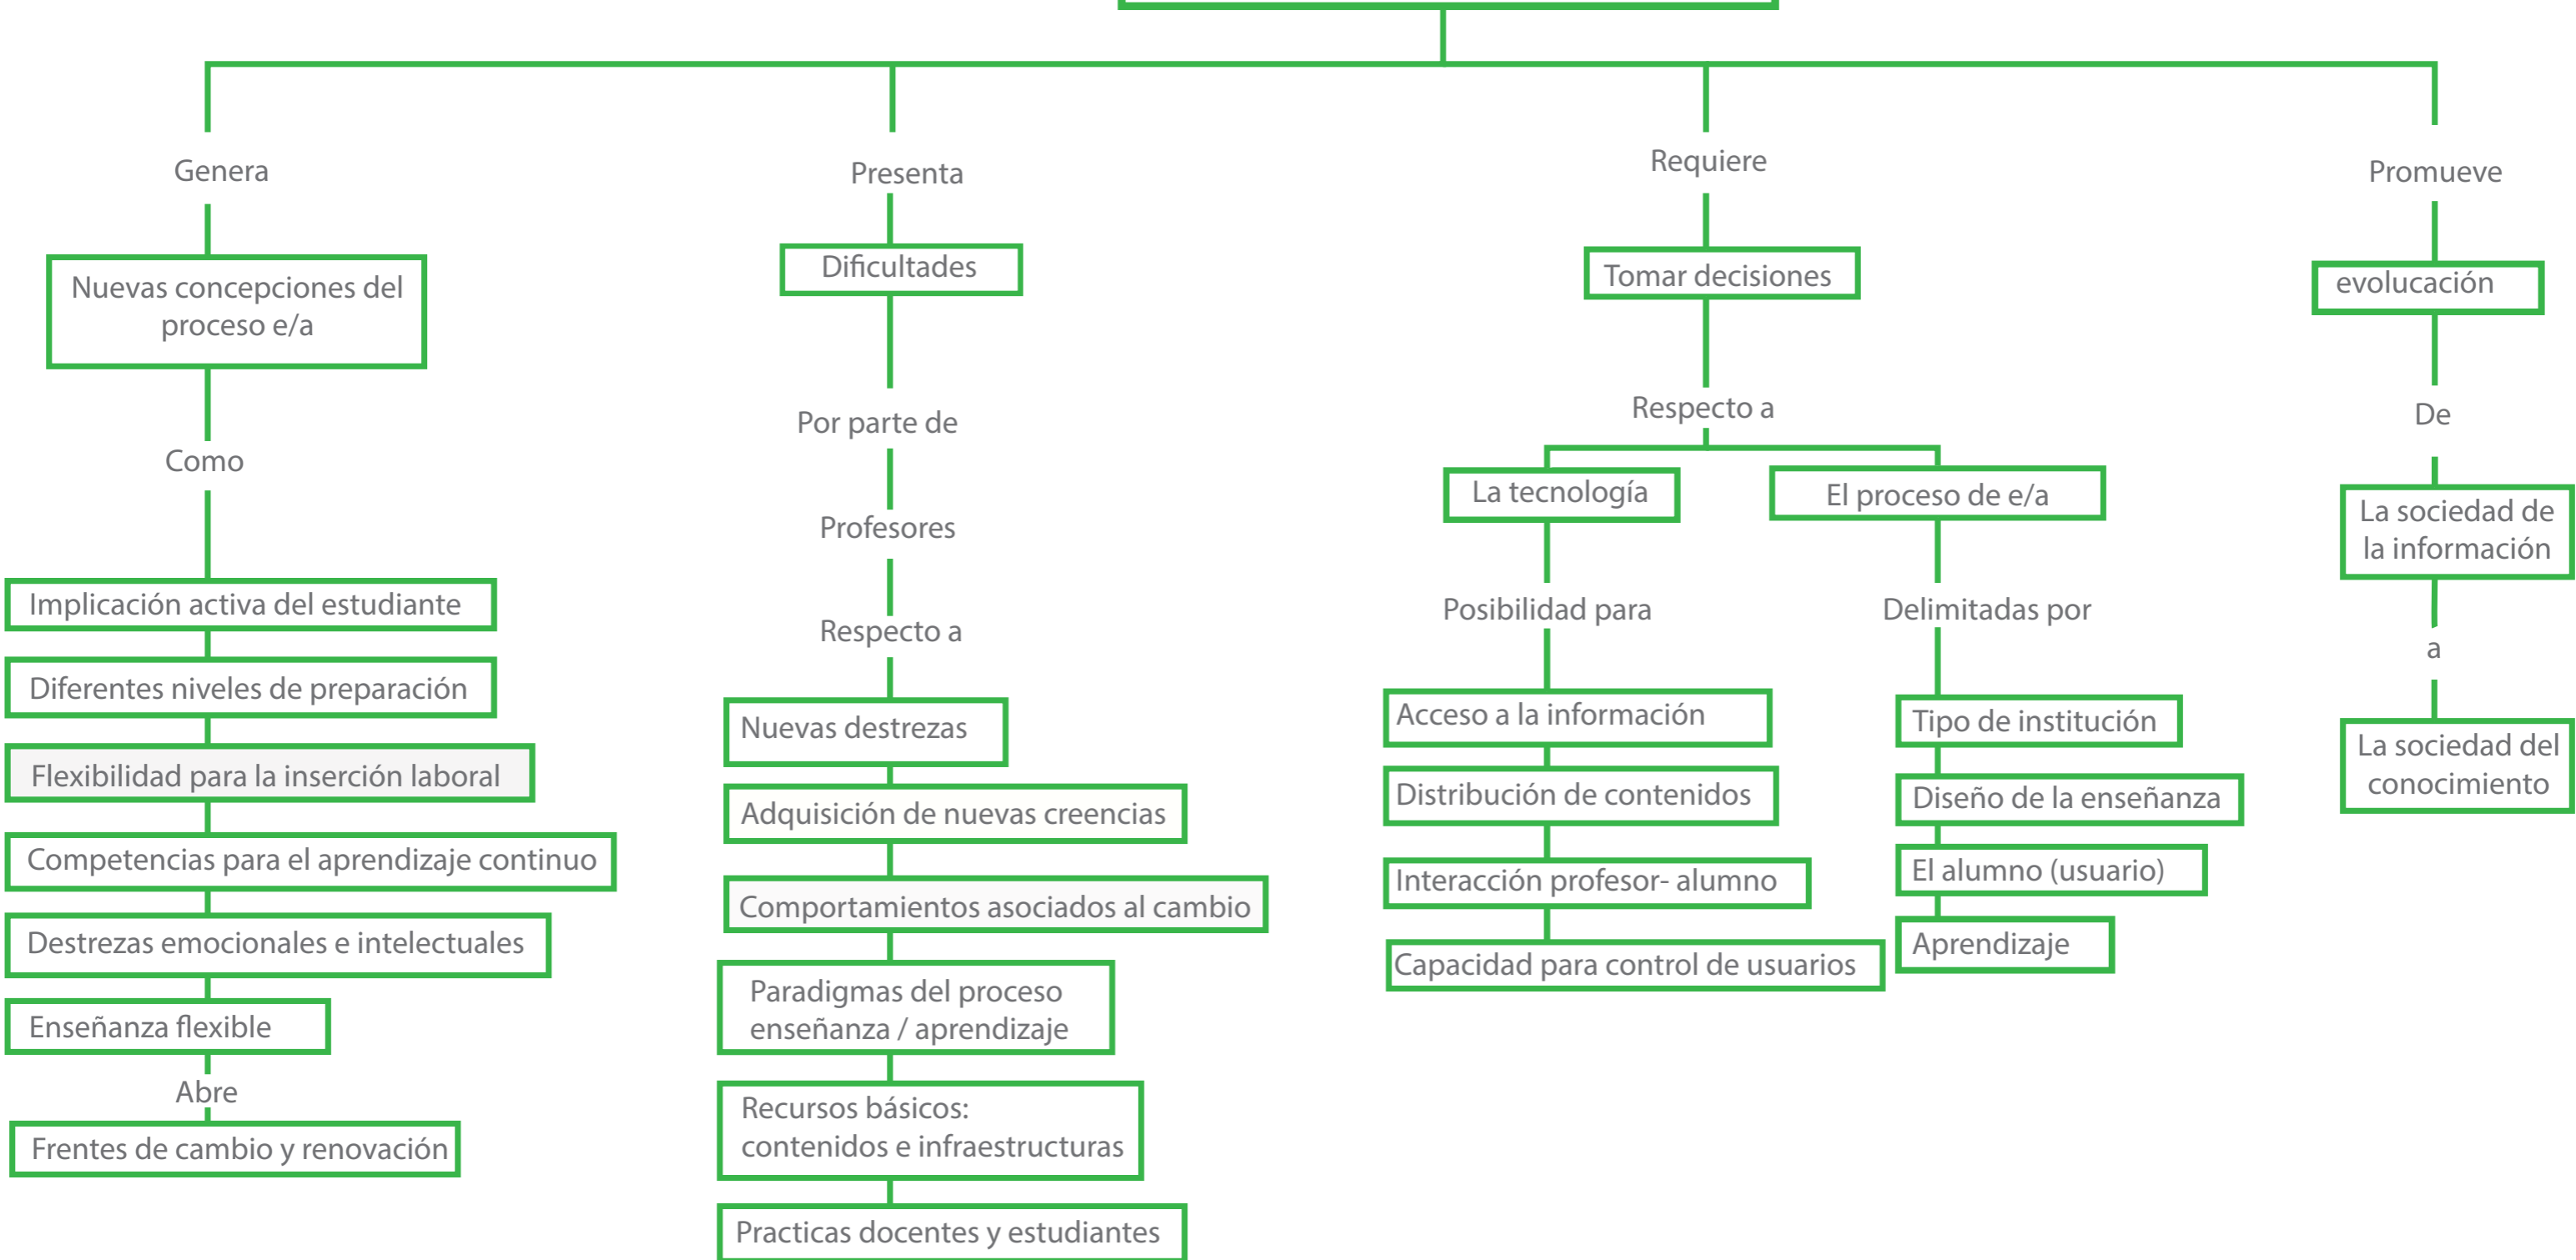 Genera
Nuevas concepciones del
proceso e/a
Como
Implicación activa del estudiante
Diferentes niveles de preparación
Flexibilidad para la inserción laboral
Competencias para el aprendizaje continuo
Destrezas emocionales e intelectuales
Enseñanza flexible
Abre
Frentes de cambio y renovación
Presenta
Dificultades
Por parte de
Profesores
Respecto a
Nuevas destrezas
Adquisición de nuevas creencias
Comportamientos asociados al cambio
Paradigmas del proceso
enseñanza / aprendizaje
Recursos básicos:
contenidos e infraestructuras
Practicas docentes y estudiantes
Requiere
Tomar decisiones
Respecto a
La tecnología
Posibilidad para
Acceso a la información
Distribución de contenidos
Interacción profesor- alumno
Capacidad para control de usuarios
El proceso de e/a
Delimitadas por
Tipo de institución
Diseño de la enseñanza
El alumno (usuario)
Aprendizaje
Promueve
evolucación
De
La sociedad de
la información
a
La sociedad del
conocimiento